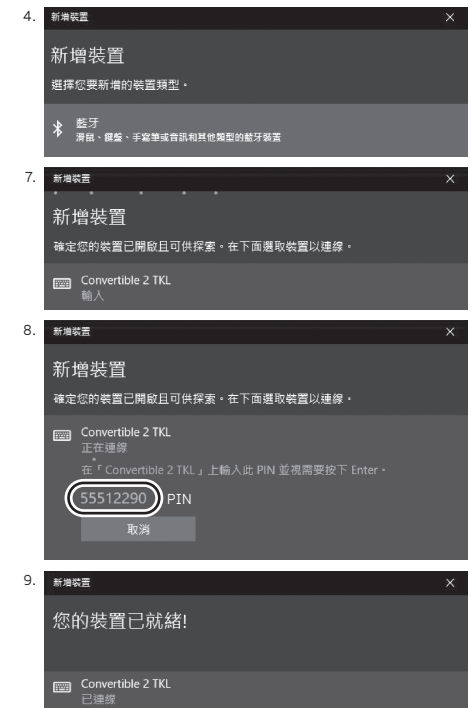 4.
新增裝置
新增裝置
選擇您要新增的裝置類型。
藍牙
滑鼠、鍵盤、手寫筆或音訊和其他類型的藍牙裝置
7.
新增裝置
新增裝置
確定您的裝置已開啟且可供探索。在下面選取裝置以連線。
Convertible 2 TKL
輸入
8.
新增裝置
新增裝置
確定您的裝置已開啟且可供探索。在下面選取裝置以連線。
Convertible 2 TKL
正在連線
在「Convertible 2 TKL」上輸入此 PIN 並視需要按下 Enter。
55512290 PIN
取消
9.
新增裝置
您的裝置已就緒!
Convertible 2 TKL
已連線